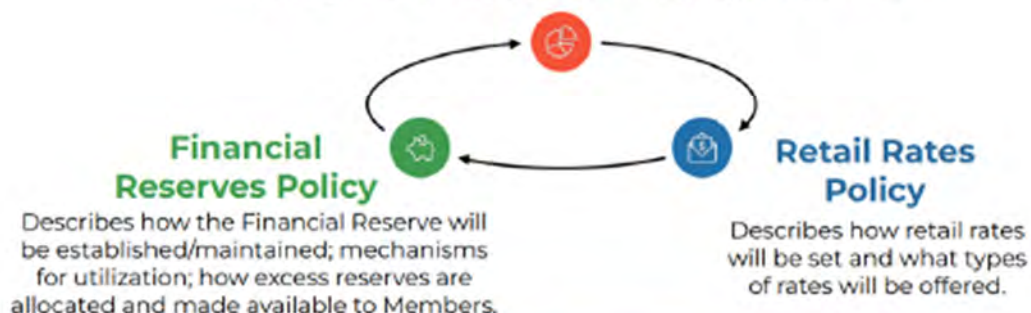 Financial
Reserves Policy
Describes how the Financial Reserve will
be established/maintained; mechanisms
for utilization; how excess reserves are
allocated and made available to Members.
Retail Rates
Policy
Describes how retail rates
will be set and what types
of rates will be offered.